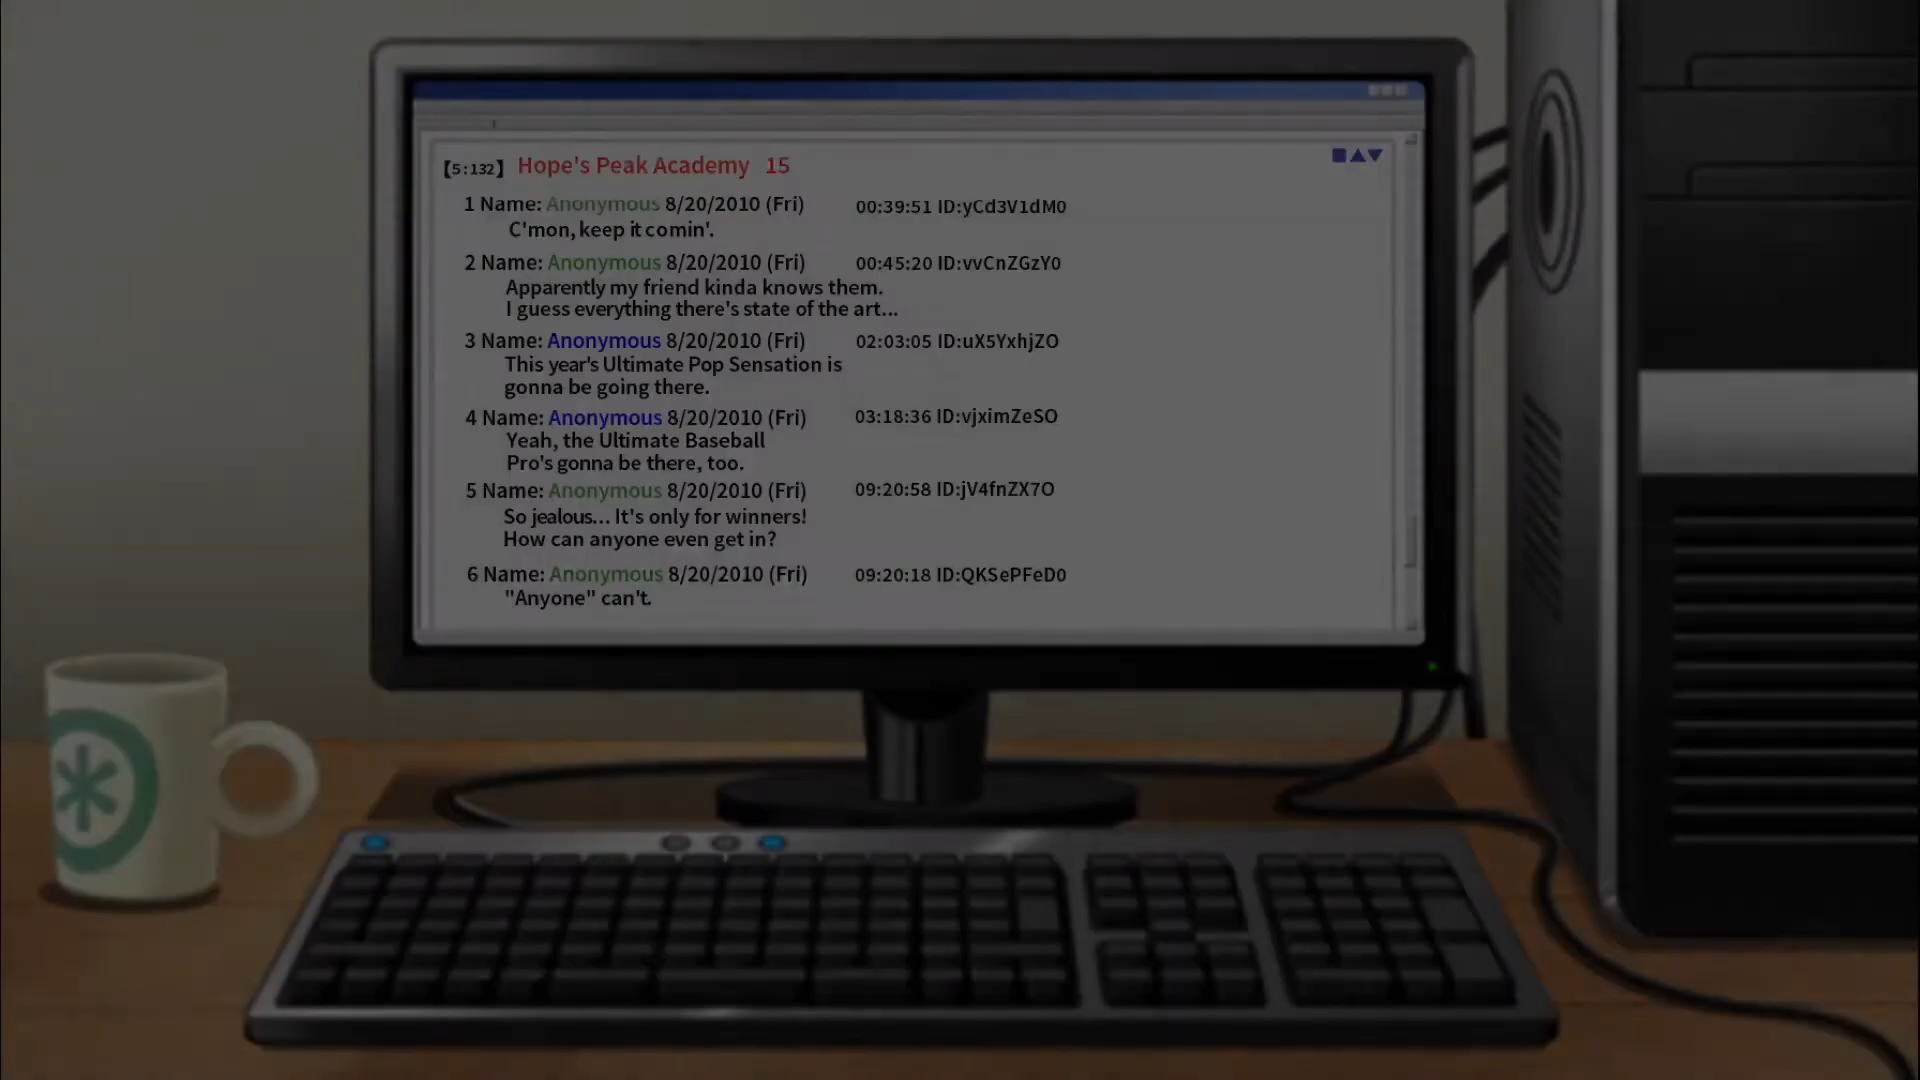 【5:132】 Hope's Peak Academy 15
1 Name: Anonymous 8/20/2010 (Fri) 00:39:51 ID:yCd3V1dM0
C'mon, keep it comin'.
2 Name: Anonymous 8/20/2010 (Fri) 00:45:20 ID:vvCnZGzY0
Apparently my friend kinda knows them.
I guess everything there's state of the art...
3 Name: Anonymous 8/20/2010 (Fri) 02:03:05 ID:uX5YxhjZO
This year's Ultimate Pop Sensation is
gonna be going there.
4 Name: Anonymous 8/20/2010 (Fri) 03:18:36 ID:vjximZeSO
Yeah, the Ultimate Baseball
Pro's gonna be there, too.
5 Name: Anonymous 8/20/2010 (Fri) 09:20:58 ID:jV4fnZX7O
So jealous... It's only for winners!
How can anyone even get in?
6 Name: Anonymous 8/20/2010 (Fri) 09:20:18 ID:QKSePFeD0
"Anyone" can't.